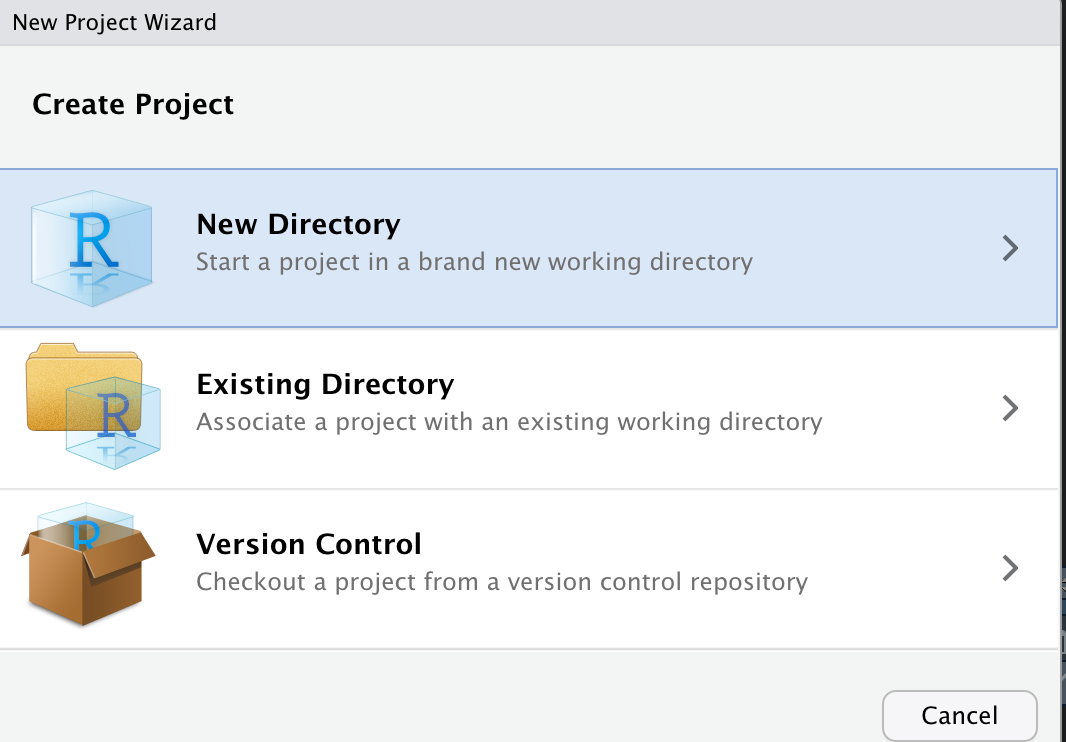 New Project Wizard
Create Project
R
New Directory
Start a project in a brand new working directory
R
Existing Directory
Associate a project with an existing working directory
R
Version Control
Checkout a project from a version control repository
Cancel